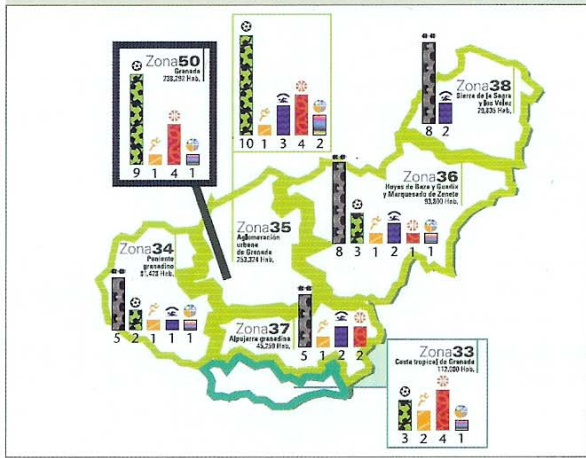 Zona50
Granada
238,292 Hab.
9 1 4 1
10 1 3 4 2
Zona38
Sierra de la Sagra
y los Vélez
8 2
Zona36
Hoyas de Baza y Guadix
y Marquesado de Zenete
8 3 1 2 1 1
Zona35
Aglomeración
urbana
de Granada
Zona34
Poniente
granadino
5 2 1 1 1
Zona37
Alpujarra granadina
5 1 2 2
Zona33
Costa tropical de Granada
3 2 4 1